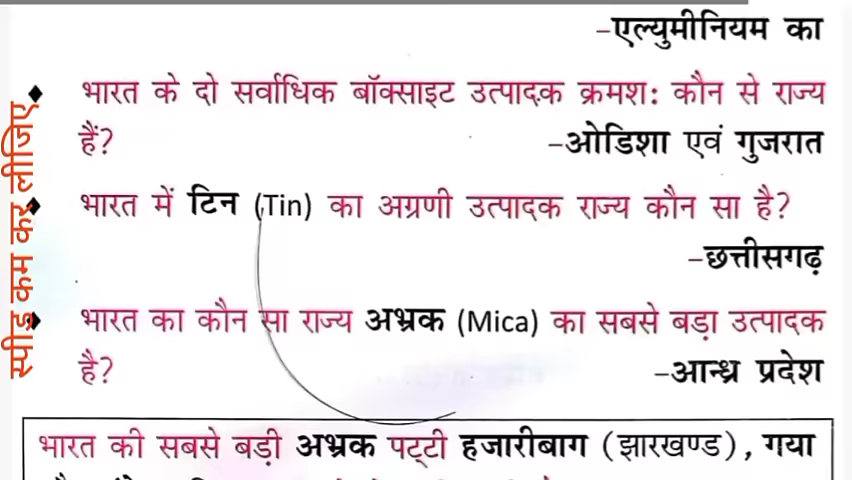 –एल्युमीनियम का
भारत के दो सर्वाधिक बॉक्साइट उत्पादक क्रमशः कौन से राज्य
हैं? –ओडिशा एवं गुजरात
भारत में टिन (Tin) का अग्रणी उत्पादक राज्य कौन सा है?
–छत्तीसगढ़
भारत का कौन सा राज्य अभ्रक (Mica) का सबसे बड़ा उत्पादक
है? –आन्ध्र प्रदेश
भारत की सबसे बड़ी अभ्रक पट्टी हजारीबाग (झारखण्ड), गया
स्पीड कम कर लीजिए